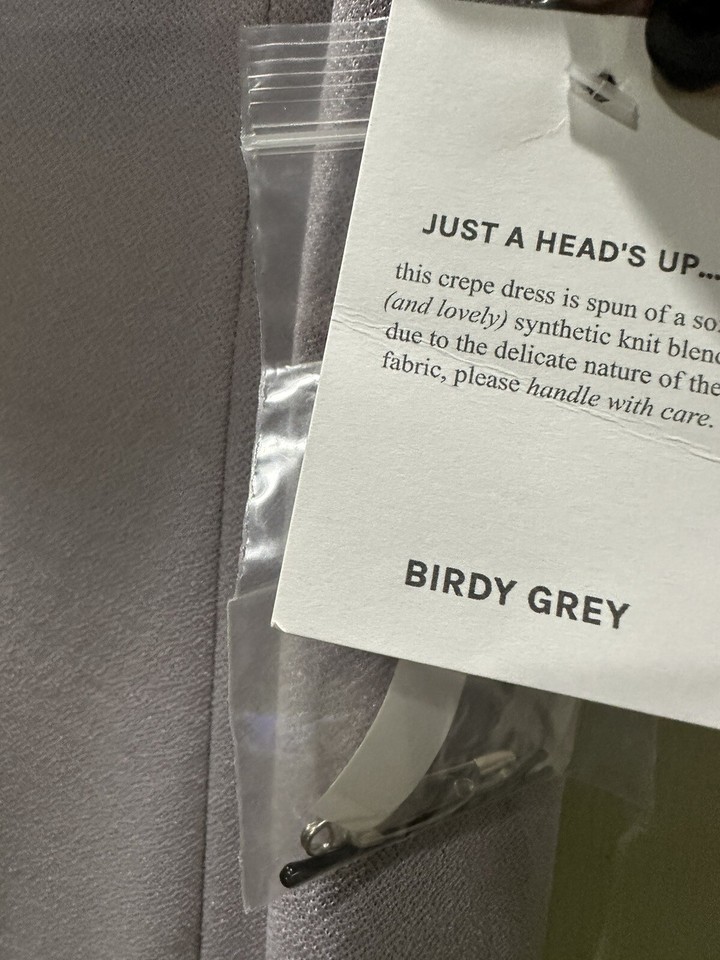 JUST A HEAD'S UP...
this crepe dress is spun of a
(and lovely) synthetic knit
due to the delicate nature of the
fabric, please handle with care.
BIRDY GREY